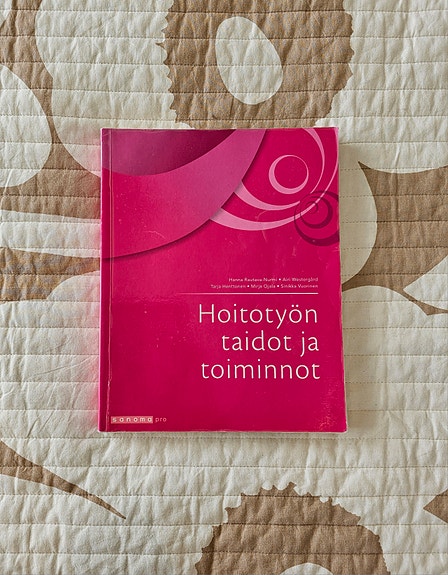 Hanna Rautava-Nurmi • Airi Westergård
Tarja Henttonen • Mirja Ojala • Sinikka Vuorinen
Hoitotyön
taidot ja
toiminnot
sanoma pro